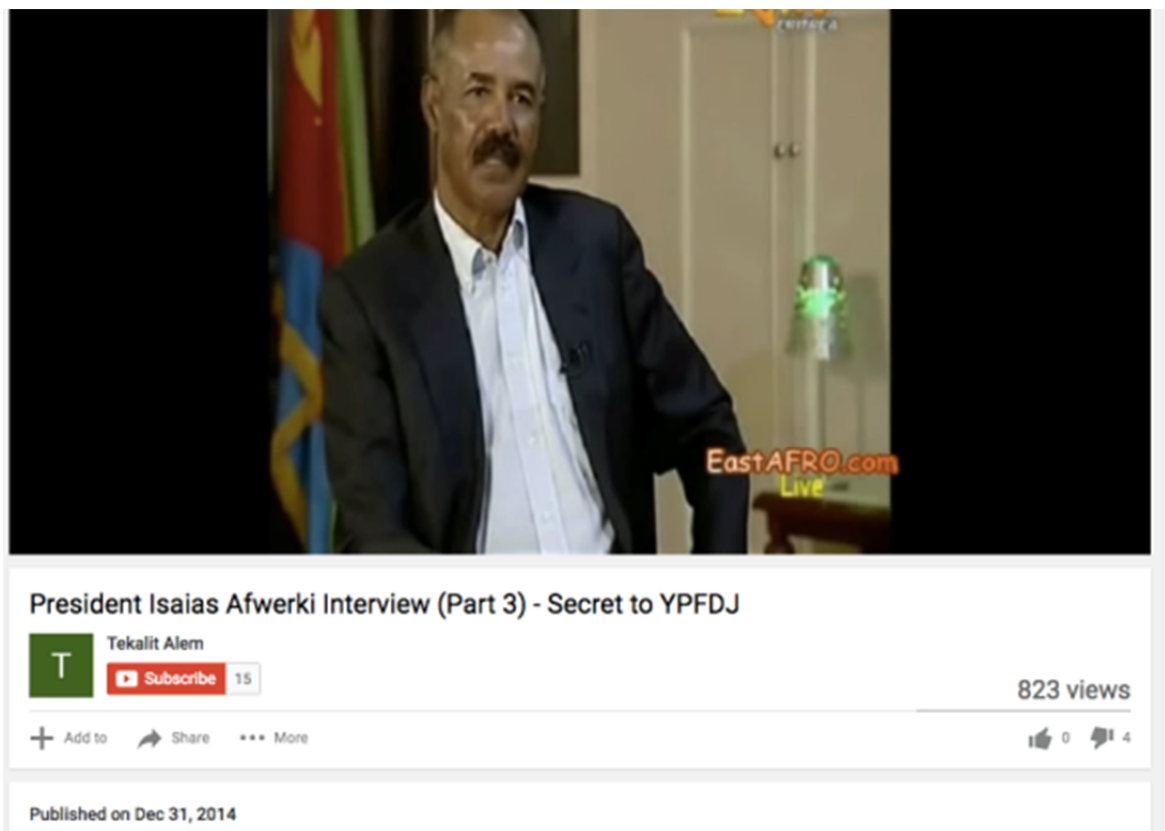 ERITREA
EastAFRO.com
Live
President Isaias Afwerki Interview (Part 3) - Secret to YPFDJ
T
Tekalit Alem
Subscribe 15
823 views
Add to Share More
0 4
Published on Dec 31, 2014